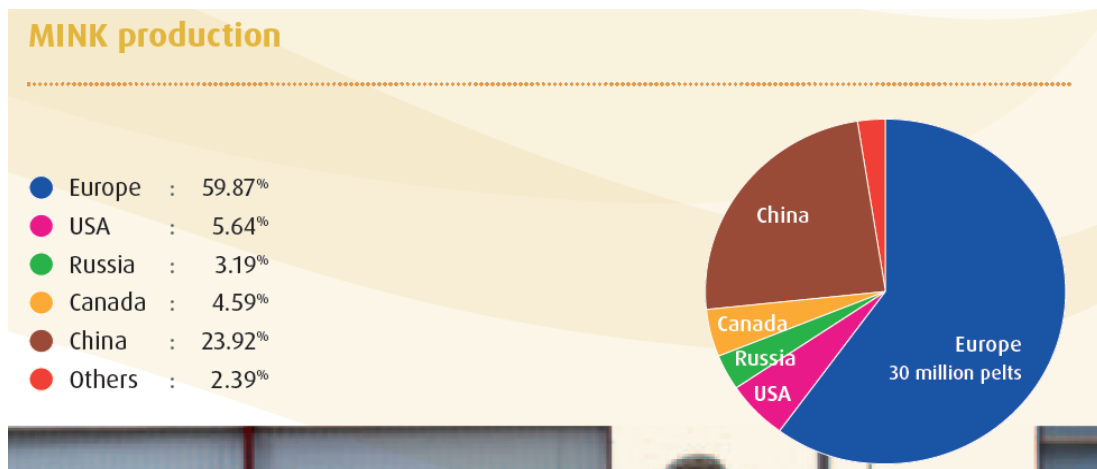 MINK production
Europe : 59.87%
USA : 5.64%
Russia : 3.19%
Canada : 4.59%
China : 23.92%
Others : 2.39%
China
Canada
Russia
USA
Europe
30 million pelts